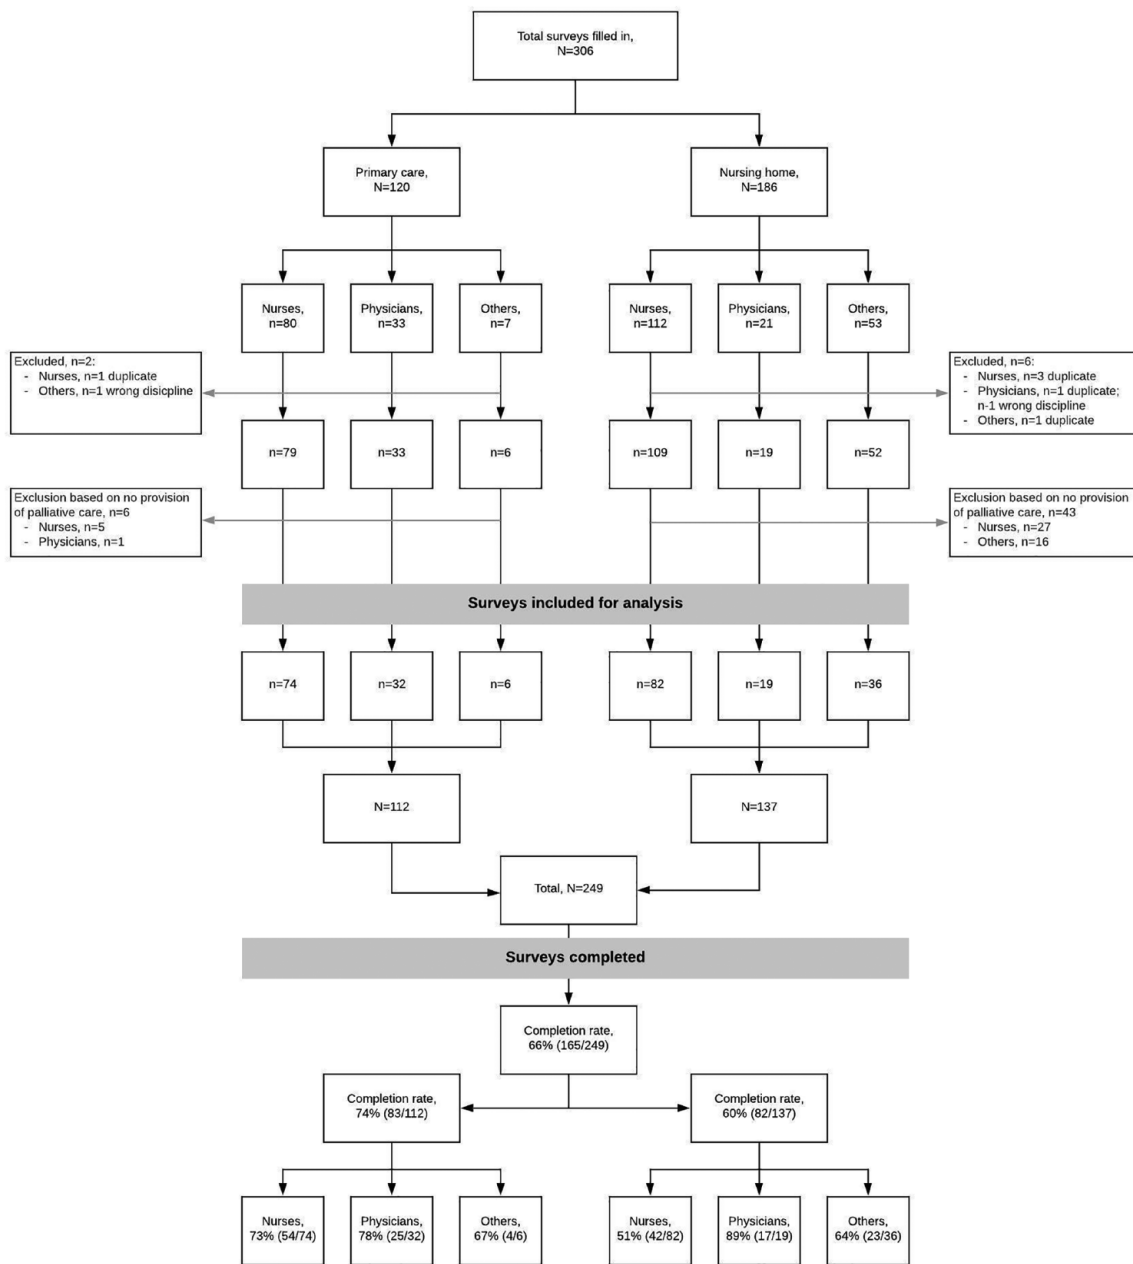 Total surveys filled in,
N=306
Primary care,
N=120
Nursing home,
N=186
Nurses,
n=80
Physicians,
n=33
Others,
n=7
Nurses,
n=112
Physicians,
n=21
Others,
n=53
Excluded, n=2:
- Nurses, n=1 duplicate
- Others, n=1 wrong disicpline
Excluded, n=6:
- Nurses, n=3 duplicate
- Physicians, n=1 duplicate;
n-1 wrong discipline
- Others, n=1 duplicate
n=79
n=33
n=6
n=109
n=19
n=52
Exclusion based on no provision
of palliative care, n=6
- Nurses, n=5
- Physicians, n=1
Exclusion based on no provision
of palliative care, n=43
- Nurses, n=27
- Others, n=16
Surveys included for analysis
n=74
n=32
n=6
n=82
n=19
n=36
N=112
N=137
Total, N=249
Surveys completed
Completion rate,
66% (165/249)
Completion rate,
74% (83/112)
Completion rate,
60% (82/137)
Nurses,
73% (54/74)
Physicians,
78% (25/32)
Others,
67% (4/6)
Nurses,
51% (42/82)
Physicians,
89% (17/19)
Others,
64% (23/36)